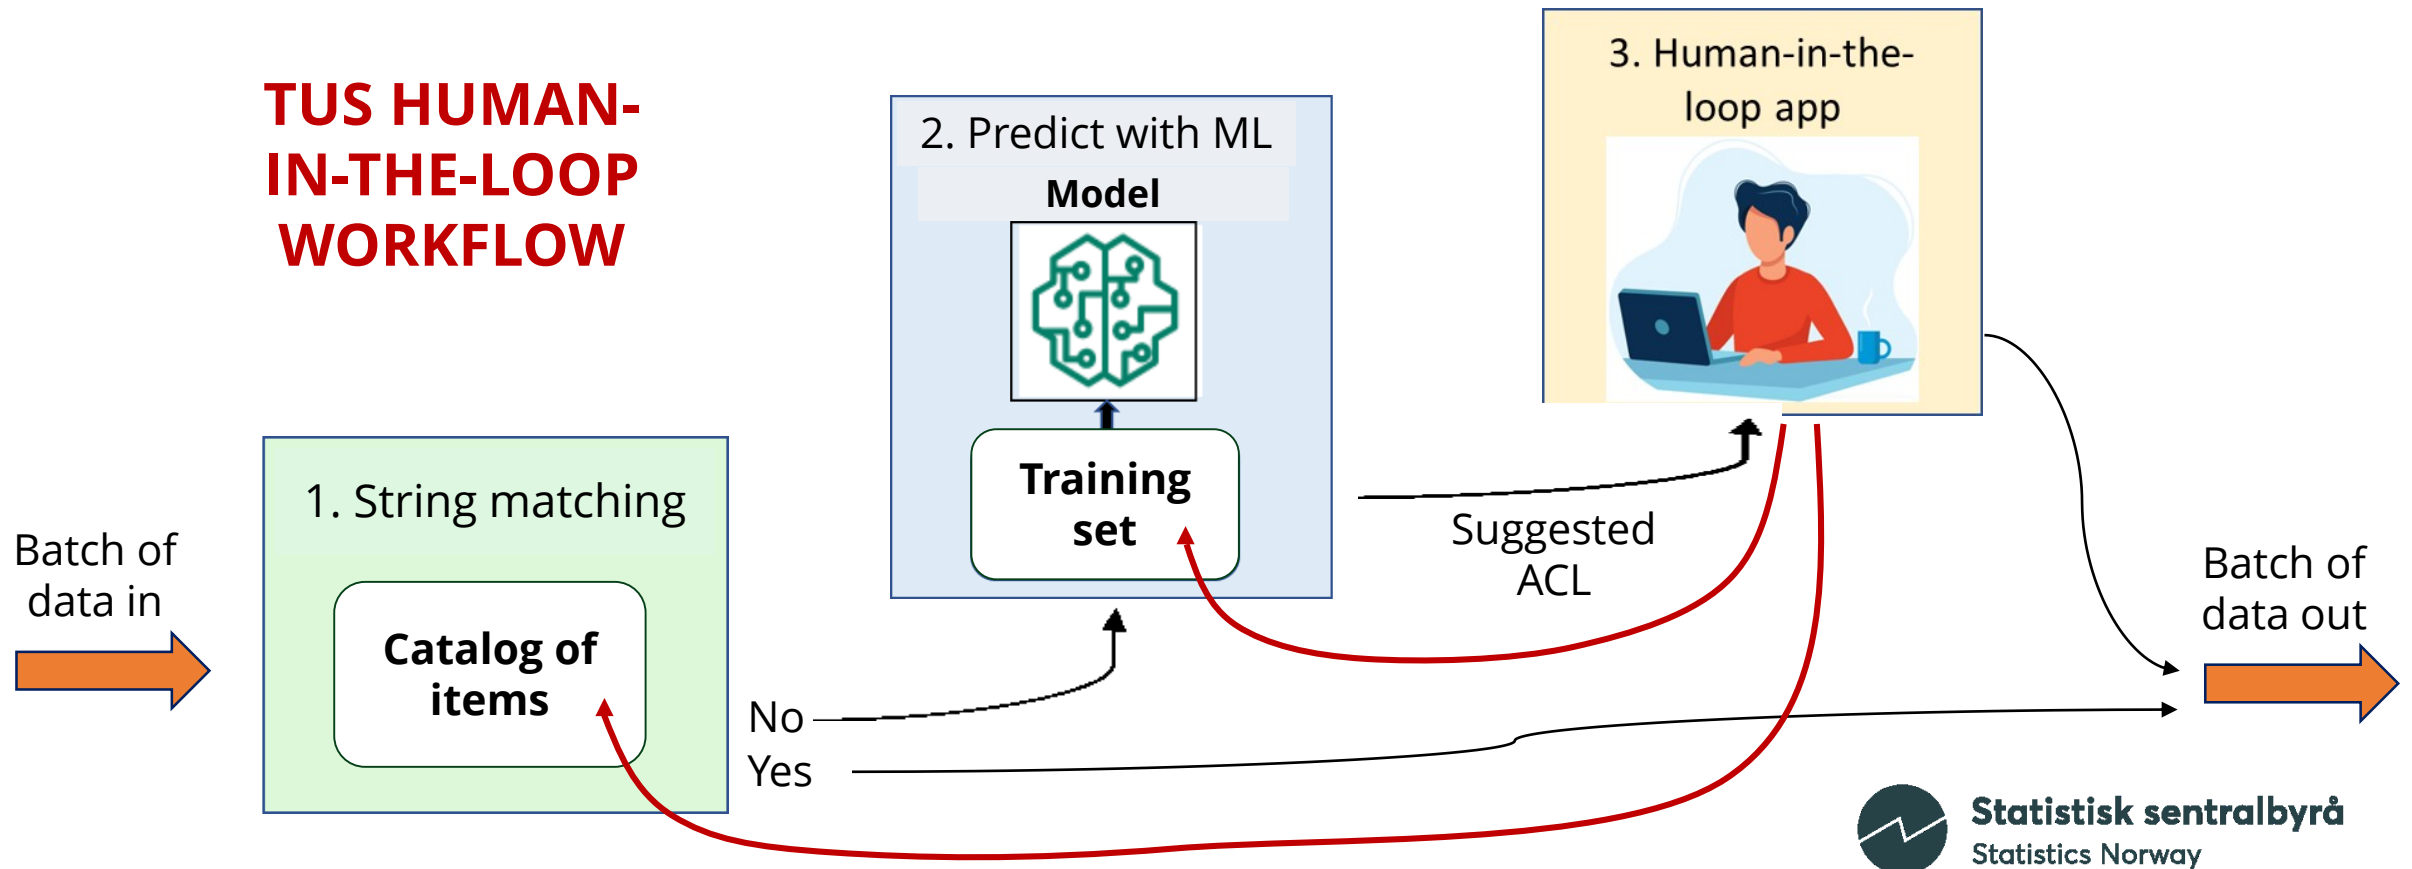 TUS HUMAN-
IN-THE-LOOP
WORKFLOW
Batch of
data in
1. String matching
Catalog of
items
No
Yes
2. Predict with ML
Model
Training
set
Suggested
ACL
3. Human-in-the-
loop app
Batch of
data out
Statistisk sentralbyrå
Statistics Norway